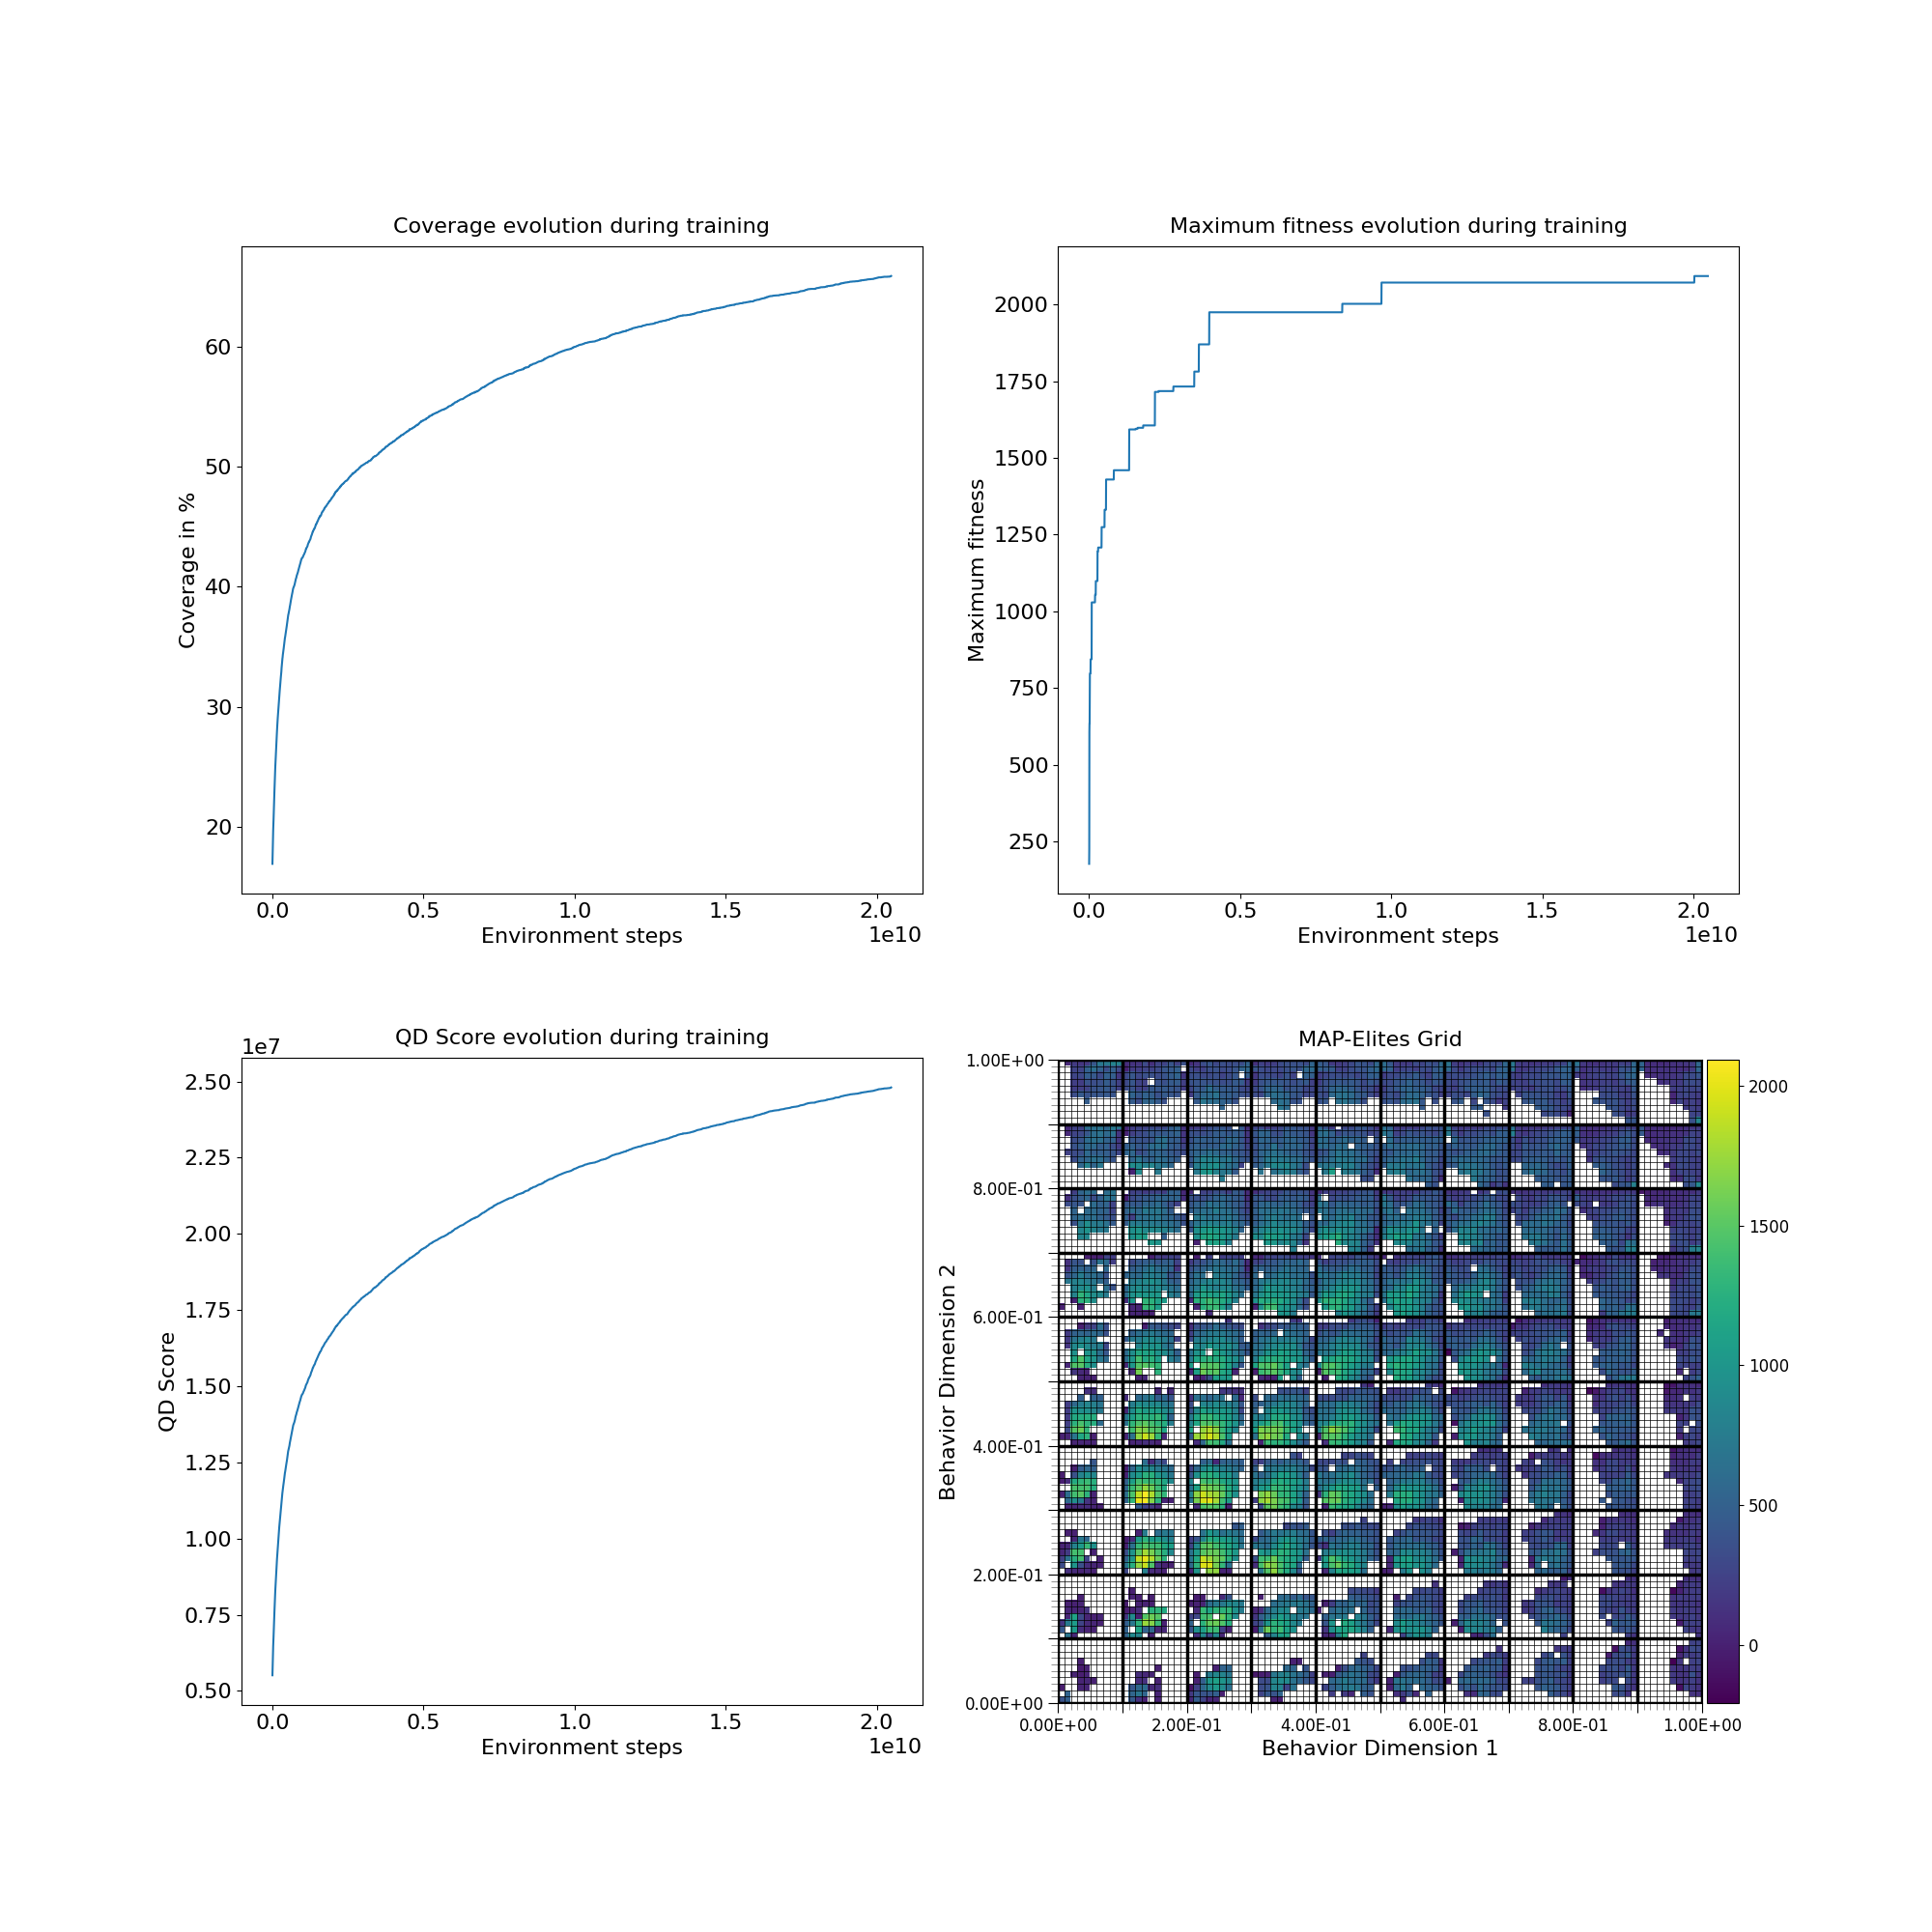 Coverage evolution during training
60
50
40
30
20
Coverage in %
0.0 0.5 1.0 1.5 2.0
1e10
Environment steps
Maximum fitness evolution during training
2000
1750
1500
1250
1000
750
500
250
Maximum fitness
0.0 0.5 1.0 1.5 2.0
1e10
Environment steps
QD Score evolution during training
1e7
2.50
2.25
2.00
1.75
1.50
1.25
1.00
0.75
0.50
QD Score
0.0 0.5 1.0 1.5 2.0
1e10
Environment steps
MAP-Elites Grid
1.00E+00
8.00E-01
6.00E-01
4.00E-01
2.00E-01
0.00E+00
Behavior Dimension 2
0.00E+00 2.00E-01 4.00E-01 6.00E-01 8.00E-01 1.00E+00
Behavior Dimension 1
2000
1500
1000
500
0